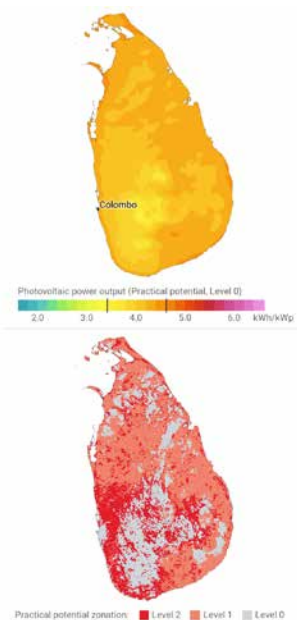 Colombo
Photovoltaic power output (Practical potential, Level 0)
2.0 3.0 4.0 5.0 6.0 kWh/kWp
Practical potential zonation: Level 2 Level 1 Level 0